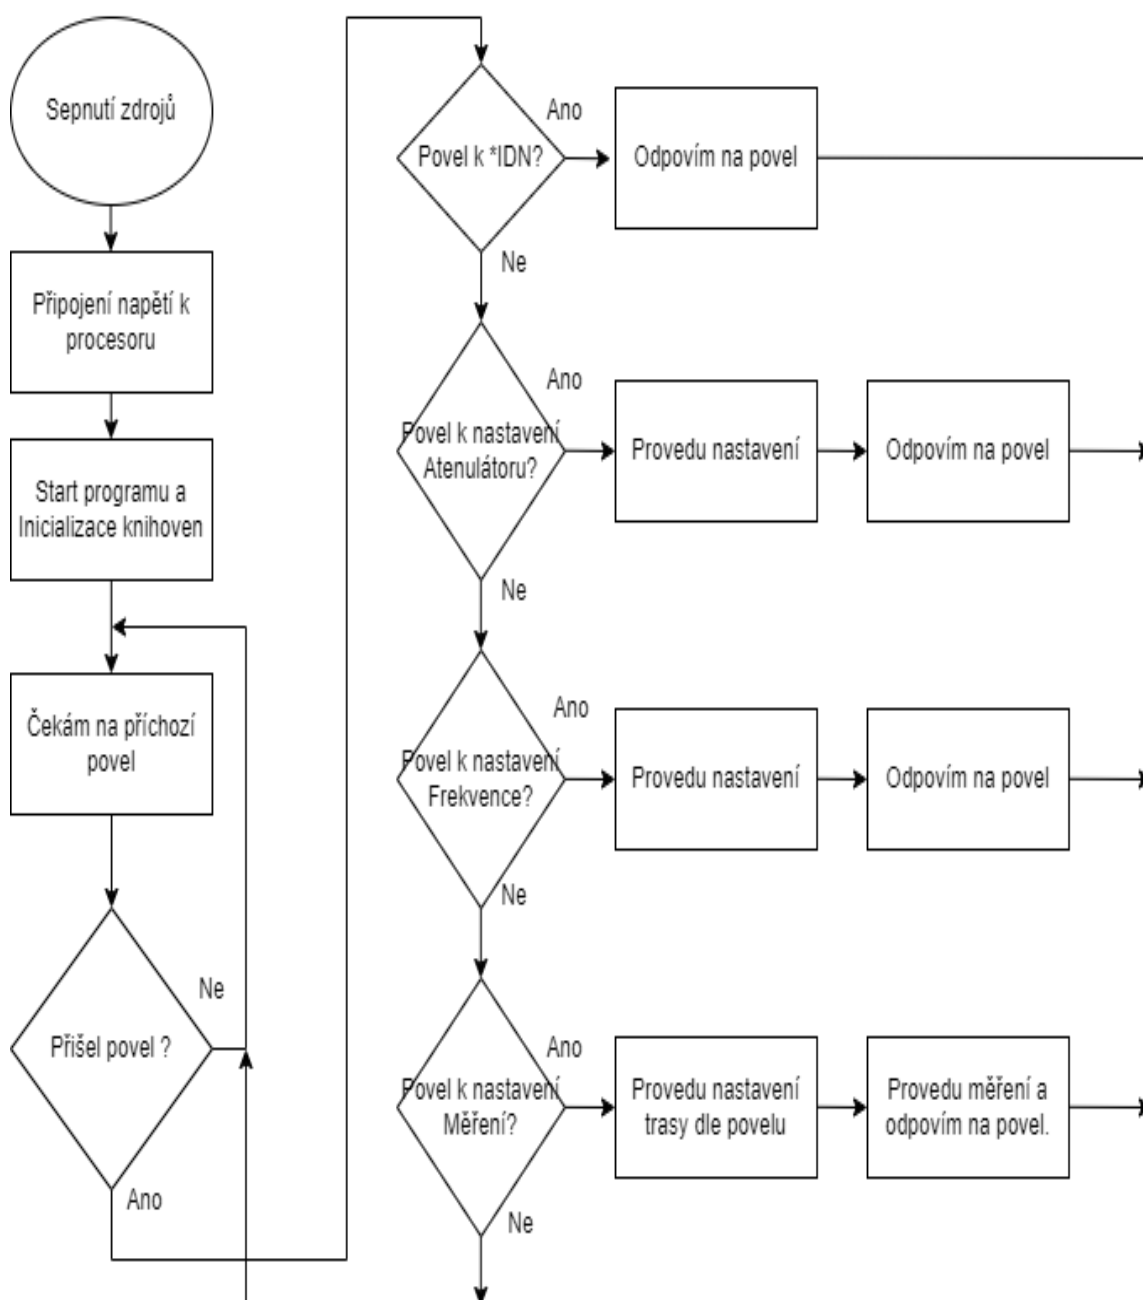 Sepnutí zdrojů
Připojení napětí k
procesoru
Start programu a
Inicializace knihoven
Čekám na příchozí
povel
Ne
Přišel povel ?
Ano
Povel k *IDN?
Ano
Odpovím na povel
Ne
Povel k nastavení
Atenulátoru?
Ano
Provedu nastavení
Odpovím na povel
Ne
Povel k nastavení
Frekvence?
Ano
Provedu nastavení
Odpovím na povel
Ne
Povel k nastavení
Měření?
Ano
Provedu nastavení
trasy dle povelu
Provedu měření a
odpovím na povel.
Ne